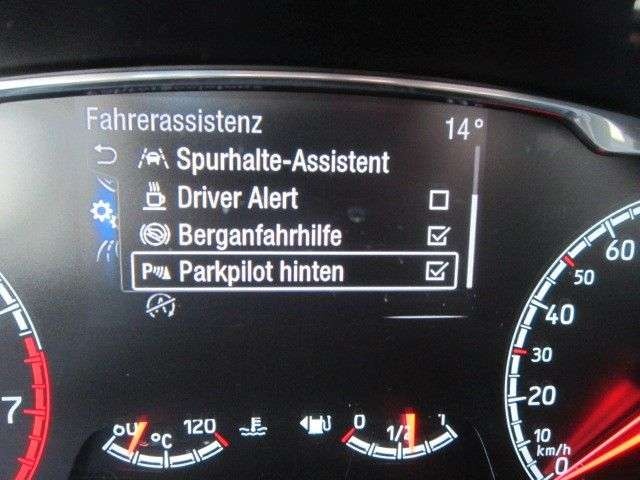 Fahrerassistenz 14°
Spurhalte-Assistent
Driver Alert
Berganfahrhilfe
P Parkpilot hinten
A
60
50
40
30
20
10
km/h
0
7
60 120
°C
0 1/2 1